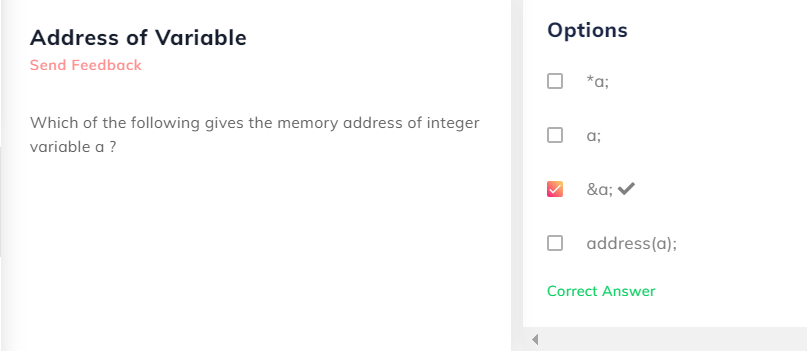 Address of Variable
Send Feedback
Which of the following gives the memory address of integer
variable a ?
Options
*a;
a;
&a;
address(a);
Correct Answer